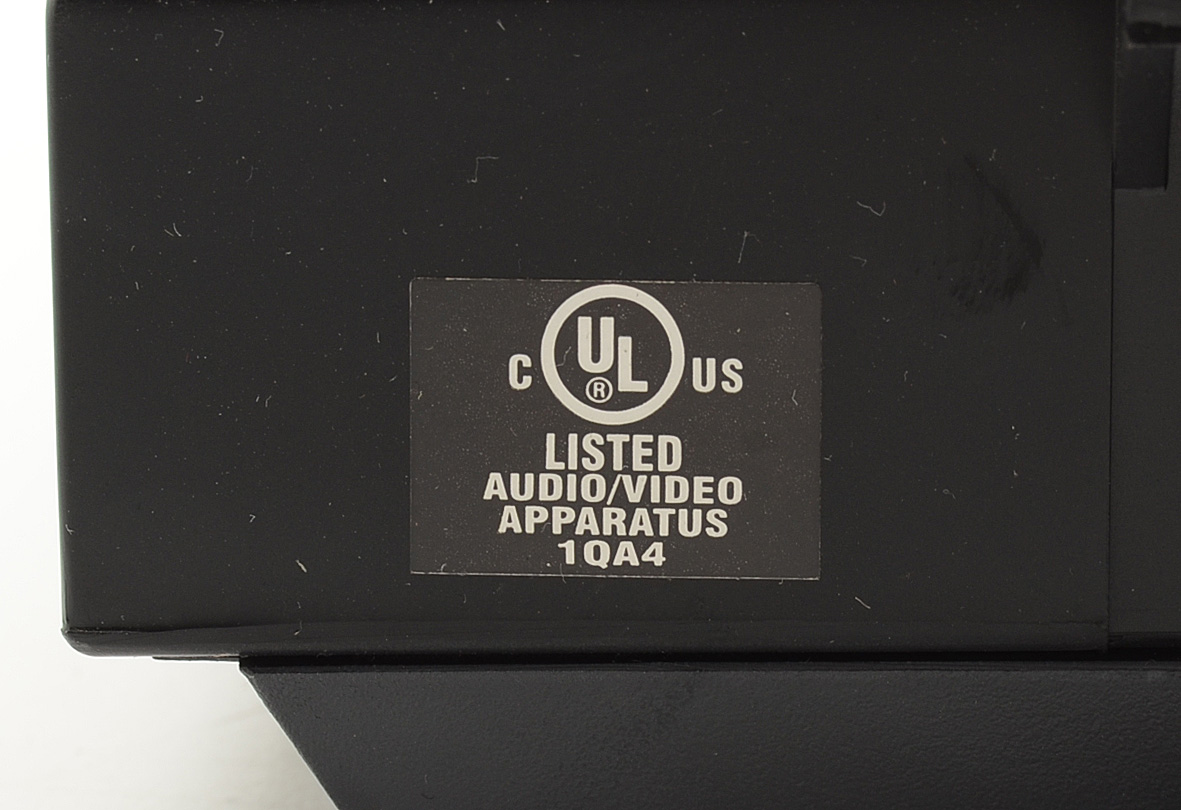 C UL® US
LISTED
AUDIO/VIDEO
APPARATUS
1QA4